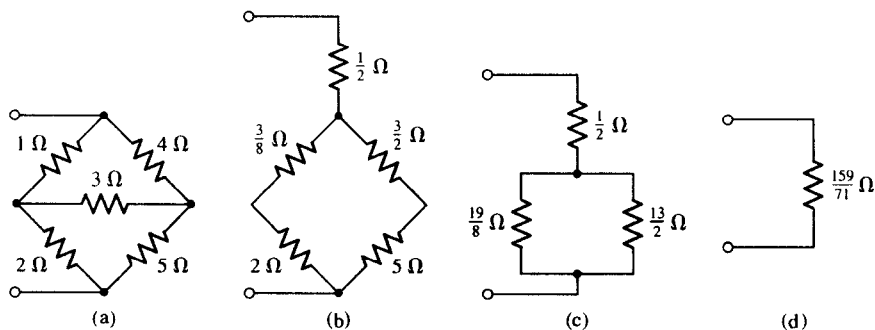 1 Ω
4 Ω
3 Ω
2 Ω
5 Ω
(a)
1/2 Ω
3/8 Ω
3/2 Ω
2 Ω
5 Ω
(b)
1/2 Ω
19/8 Ω
13/2 Ω
(c)
159/71 Ω
(d)